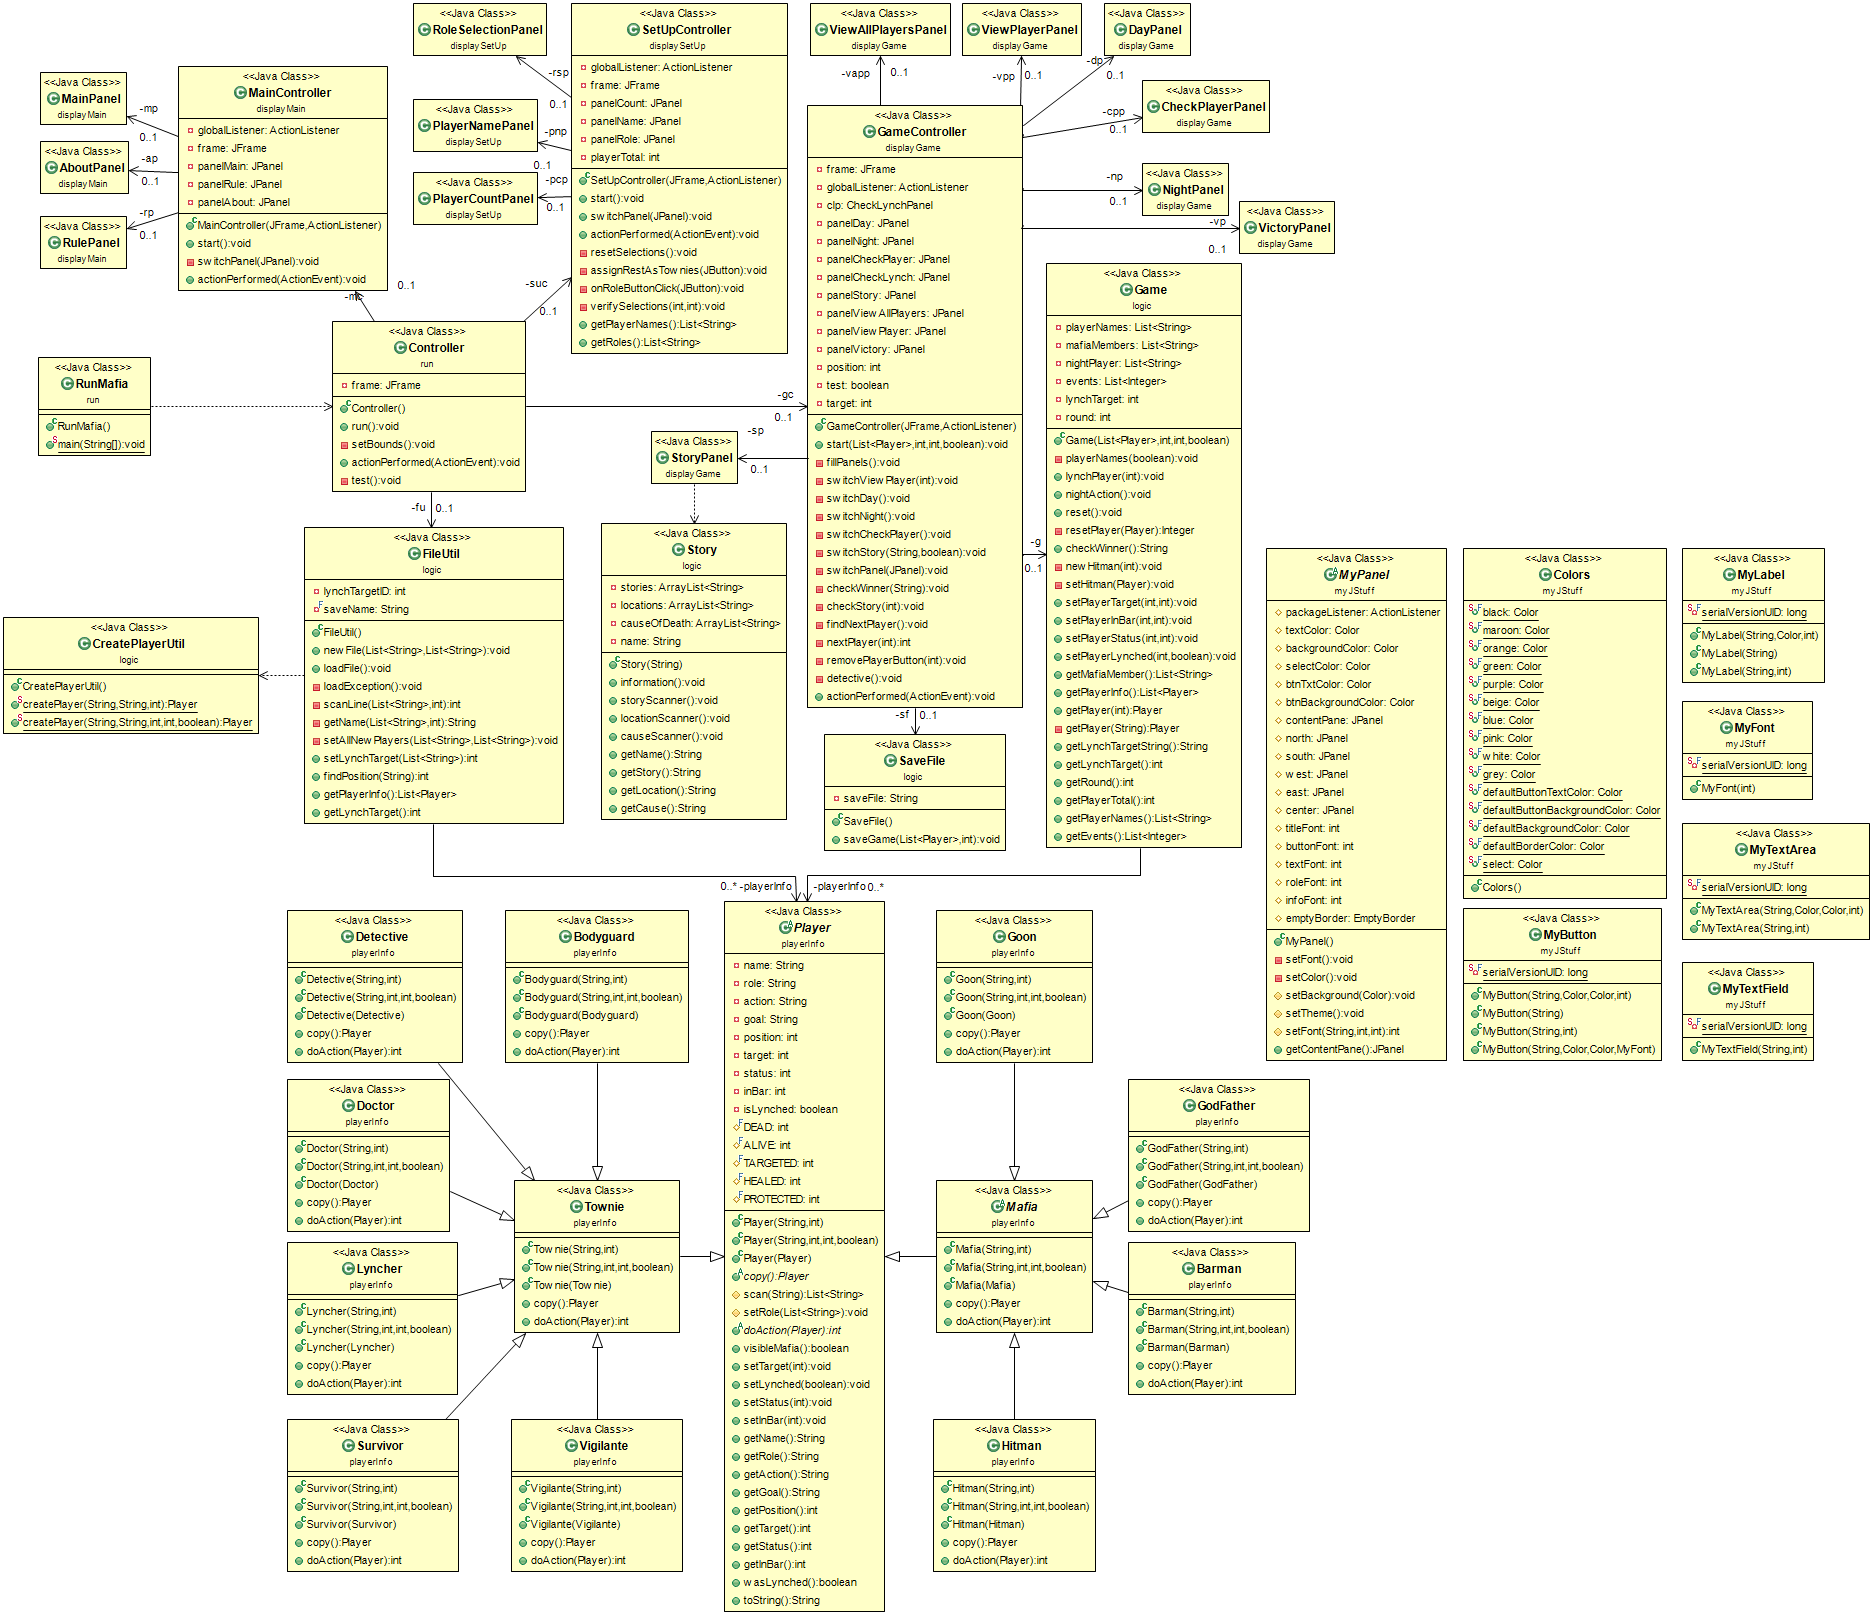 <<Java Class>>
RoleSelectionPanel
displaySetUp
<<Java Class>>
SetUpController
displaySetUp
globalListener: ActionListener
frame: JFrame
panelCount: JPanel
panelName: JPanel
panelRole: JPanel
playerTotal: int
SetUpController(JFrame,ActionListener)
start():void
switchPanel(JPanel):void
actionPerformed(ActionEvent):void
resetSelections():void
assignRestAsTownies(JButton):void
onRoleButtonClick(JButton):void
verifySelections(int,int):void
getPlayerNames():List<String>
getRoles():List<String>
<<Java Class>>
ViewAllPlayersPanel
displayGame
<<Java Class>>
ViewPlayerPanel
displayGame
<<Java Class>>
DayPanel
displayGame
<<Java Class>>
CheckPlayerPanel
displayGame
<<Java Class>>
NightPanel
displayGame
<<Java Class>>
VictoryPanel
displayGame
-rsp
0..1
-pnp
0..1
-pcp
0..1
-vapp
0..1
-vpp
0..1
-dp
0..1
-cpp
0..1
-np
0..1
-vp
0..1
<<Java Class>>
PlayerNamePanel
displaySetUp
<<Java Class>>
PlayerCountPanel
displaySetUp
<<Java Class>>
MainPanel
displayMain
<<Java Class>>
AboutPanel
displayMain
<<Java Class>>
RulePanel
displayMain
-mp
0..1
-ap
0..1
-rp
0..1
<<Java Class>>
MainController
displayMain
globalListener: ActionListener
frame: JFrame
panelMain: JPanel
panelRule: JPanel
panelAbout: JPanel
MainController(JFrame,ActionListener)
start():void
switchPanel(JPanel):void
actionPerformed(ActionEvent):void
-mc
0..1
-suc
0..1
<<Java Class>>
GameController
displayGame
frame: JFrame
globalListener: ActionListener
clp: CheckLynchPanel
panelDay: JPanel
panelNight: JPanel
panelCheckPlayer: JPanel
panelCheckLynch: JPanel
panelStory: JPanel
panelViewAllPlayers: JPanel
panelViewPlayer: JPanel
panelVictory: JPanel
position: int
test: boolean
target: int
GameController(JFrame,ActionListener)
start(List<Player>,int,int,boolean):void
fillPanels():void
switchViewPlayer(int):void
switchDay():void
switchNight():void
switchCheckPlayer():void
switchStory(String,boolean):void
switchPanel(JPanel):void
checkWinner(String):void
checkStory(int):void
findNextPlayer():void
nextPlayer(int):int
removePlayerButton(int):void
detective():void
actionPerformed(ActionEvent):void
<<Java Class>>
Game
logic
playerNames: List<String>
mafiaMembers: List<String>
nightPlayer: List<String>
events: List<Integer>
lynchTarget: int
round: int
Game(List<Player>,int,int,boolean)
playerNames(boolean):void
lynchPlayer(int):void
nightAction():void
reset():void
resetPlayer(Player):Integer
checkWinner():String
newHitman(int):void
setHitman(Player):void
setPlayerTarget(int,int):void
setPlayerInBar(int,int):void
setPlayerStatus(int,int):void
setPlayerLynched(int,boolean):void
getMafiaMember():List<String>
getPlayerInfo():List<Player>
getPlayer(int):Player
getPlayer(String):Player
getLynchTargetString():String
getLynchTarget():int
getRound():int
getPlayerTotal():int
getPlayerNames():List<String>
getEvents():List<Integer>
<<Java Class>>
RunMafia
run
RunMafia()
main(String[]):void
<<Java Class>>
Controller
run
frame: JFrame
Controller()
run():void
setBounds():void
actionPerformed(ActionEvent):void
test():void
-gc
0..1
-sp
0..1
-g
0..1
-fu
0..1
-sf
0..1
<<Java Class>>
StoryPanel
displayGame
<<Java Class>>
FileUtil
logic
lynchTargetID: int
saveName: String
FileUtil()
newFile(List<String>,List<String>):void
loadFile():void
loadException():void
scanLine(List<String>,int):int
getName(List<String>,int):String
setAllNewPlayers(List<String>,List<String>):void
setLynchTarget(List<String>):int
findPosition(String):int
getPlayerInfo():List<Player>
getLynchTarget():int
<<Java Class>>
CreatePlayerUtil
logic
CreatePlayerUtil()
createPlayer(String,String,int):Player
createPlayer(String,String,int,int,boolean):Player
<<Java Class>>
Story
logic
stories: ArrayList<String>
locations: ArrayList<String>
causeOfDeath: ArrayList<String>
name: String
Story(String)
information():void
storyScanner():void
locationScanner():void
causeScanner():void
getName():String
getStory():String
getLocation():String
getCause():String
<<Java Class>>
SaveFile
logic
saveFile: String
SaveFile()
saveGame(List<Player>,int):void
<<Java Class>>
MyPanel
myJStuff
packageListener: ActionListener
textColor: Color
backgroundColor: Color
selectColor: Color
btnTxtColor: Color
btnBackgroundColor: Color
contentPane: JPanel
north: JPanel
south: JPanel
west: JPanel
east: JPanel
center: JPanel
titleFont: int
buttonFont: int
textFont: int
roleFont: int
infoFont: int
emptyBorder: EmptyBorder
MyPanel()
setFont():void
setColor():void
setBackground(Color):void
setTheme():void
setFont(String,int,int):int
getContentPane():JPanel
<<Java Class>>
Colors
myJStuff
black: Color
maroon: Color
orange: Color
green: Color
purple: Color
beige: Color
blue: Color
pink: Color
white: Color
grey: Color
defaultButtonTextColor: Color
defaultButtonBackgroundColor: Color
defaultBackgroundColor: Color
defaultBorderColor: Color
select: Color
Colors()
<<Java Class>>
MyButton
myJStuff
serialVersionUID: long
MyButton(String,Color,Color,int)
MyButton(String)
MyButton(String,int)
MyButton(String,Color,Color,MyFont)
<<Java Class>>
MyLabel
myJStuff
serialVersionUID: long
MyLabel(String,Color,int)
MyLabel(String)
MyLabel(String,int)
<<Java Class>>
MyFont
myJStuff
serialVersionUID: long
MyFont(int)
<<Java Class>>
MyTextArea
myJStuff
serialVersionUID: long
MyTextArea(String,Color,Color,int)
MyTextArea(String,int)
<<Java Class>>
MyTextField
myJStuff
serialVersionUID: long
MyTextField(String,int)
0..* -playerInfo
-playerInfo 0..*
<<Java Class>>
Detective
playerInfo
Detective(String,int)
Detective(String,int,int,boolean)
Detective(Detective)
copy():Player
doAction(Player):int
<<Java Class>>
Bodyguard
playerInfo
Bodyguard(String,int)
Bodyguard(String,int,int,boolean)
Bodyguard(Bodyguard)
copy():Player
doAction(Player):int
<<Java Class>>
Player
playerInfo
name: String
role: String
action: String
goal: String
position: int
target: int
status: int
inBar: int
isLynched: boolean
DEAD: int
ALIVE: int
TARGETED: int
HEALED: int
PROTECTED: int
Player(String,int)
Player(String,int,int,boolean)
Player(Player)
copy():Player
scan(String):List<String>
setRole(List<String>):void
doAction(Player):int
visibleMafia():boolean
setTarget(int):void
setLynched(boolean):void
setStatus(int):void
setInBar(int):void
getName():String
getRole():String
getAction():String
getGoal():String
getPosition():int
getTarget():int
getStatus():int
getInBar():int
wasLynched():boolean
toString():String
<<Java Class>>
Goon
playerInfo
Goon(String,int)
Goon(String,int,int,boolean)
Goon(Goon)
copy():Player
doAction(Player):int
<<Java Class>>
Doctor
playerInfo
Doctor(String,int)
Doctor(String,int,int,boolean)
Doctor(Doctor)
copy():Player
doAction(Player):int
<<Java Class>>
Townie
playerInfo
Townie(String,int)
Townie(String,int,int,boolean)
Townie(Townie)
copy():Player
doAction(Player):int
<<Java Class>>
Mafia
playerInfo
Mafia(String,int)
Mafia(String,int,int,boolean)
Mafia(Mafia)
copy():Player
doAction(Player):int
<<Java Class>>
GodFather
playerInfo
GodFather(String,int)
GodFather(String,int,int,boolean)
GodFather(GodFather)
copy():Player
doAction(Player):int
<<Java Class>>
Lyncher
playerInfo
Lyncher(String,int)
Lyncher(String,int,int,boolean)
Lyncher(Lyncher)
copy():Player
doAction(Player):int
<<Java Class>>
Barman
playerInfo
Barman(String,int)
Barman(String,int,int,boolean)
Barman(Barman)
copy():Player
doAction(Player):int
<<Java Class>>
Survivor
playerInfo
Survivor(String,int)
Survivor(String,int,int,boolean)
Survivor(Survivor)
copy():Player
doAction(Player):int
<<Java Class>>
Vigilante
playerInfo
Vigilante(String,int)
Vigilante(String,int,int,boolean)
Vigilante(Vigilante)
copy():Player
doAction(Player):int
<<Java Class>>
Hitman
playerInfo
Hitman(String,int)
Hitman(String,int,int,boolean)
Hitman(Hitman)
copy():Player
doAction(Player):int